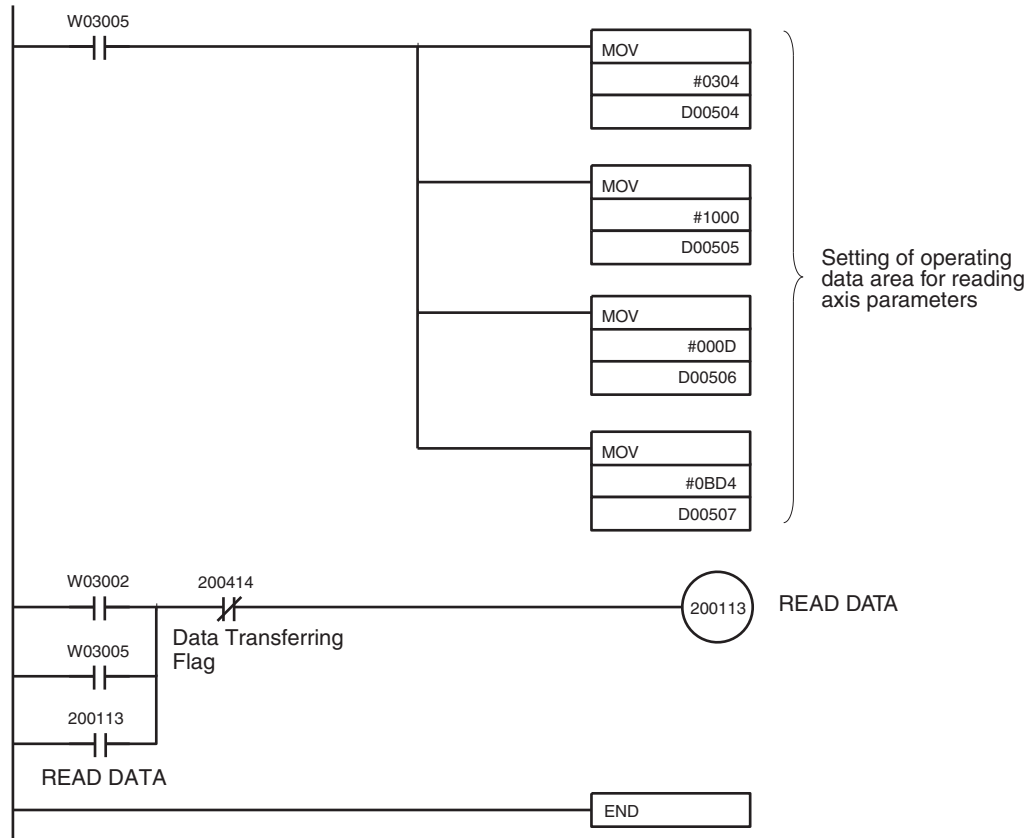 W03005
MOV
#0304
D00504
MOV
#1000
D00505
MOV
#000D
D00506
MOV
#0BD4
D00507
Setting of operating
data area for reading
axis parameters
W03002
200414
200113
READ DATA
Data Transferring
Flag
W03005
200113
READ DATA
END